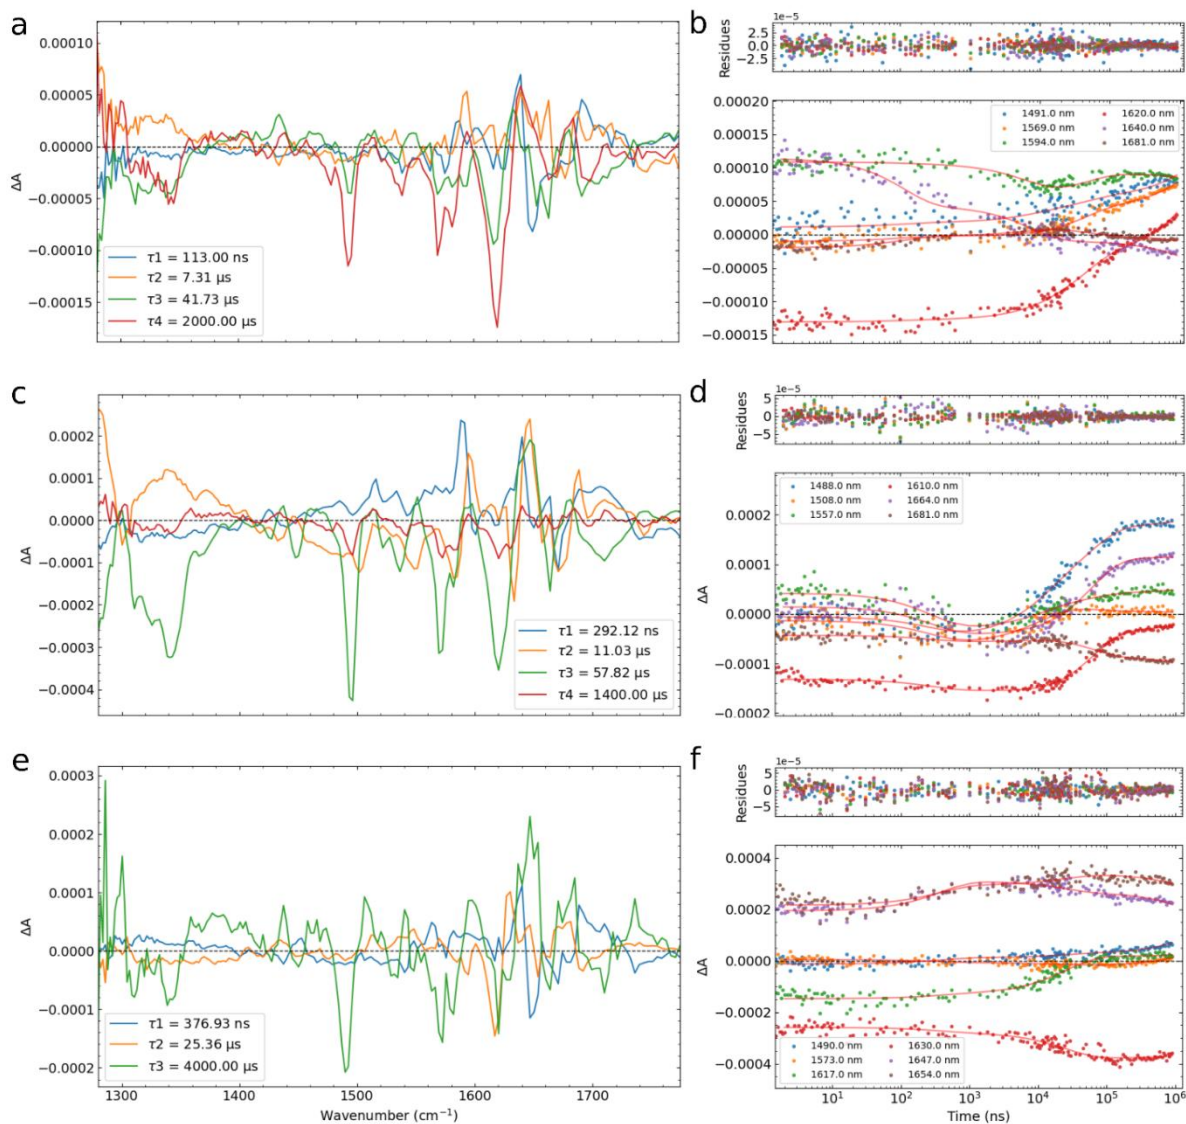 a
0.00010
0.00005
0.00000
−0.00005
−0.00010
−0.00015
ΔA
τ1 = 113.00 ns
τ2 = 7.31 μs
τ3 = 41.73 μs
τ4 = 2000.00 μs
b
1e−5
2.5
0.0
−2.5
Residues
0.00020
0.00015
0.00010
0.00005
0.00000
−0.00005
−0.00010
−0.00015
1491.0 nm 1620.0 nm
1569.0 nm 1640.0 nm
1594.0 nm 1681.0 nm
c
0.0002
0.0001
0.0000
−0.0001
−0.0002
−0.0003
−0.0004
ΔA
τ1 = 292.12 ns
τ2 = 11.03 μs
τ3 = 57.82 μs
τ4 = 1400.00 μs
d
1e−5
5
0
−5
Residues
0.0002
0.0001
0.0000
−0.0001
−0.0002
ΔA
1488.0 nm 1610.0 nm
1508.0 nm 1664.0 nm
1557.0 nm 1681.0 nm
e
0.0003
0.0002
0.0001
0.0000
−0.0001
−0.0002
ΔA
τ1 = 376.93 ns
τ2 = 25.36 μs
τ3 = 4000.00 μs
1300 1400 1500 1600 1700
Wavenumber (cm⁻¹)
f
1e−5
5
0
−5
Residues
0.0004
0.0002
0.0000
−0.0002
−0.0004
ΔA
1490.0 nm 1630.0 nm
1573.0 nm 1647.0 nm
1617.0 nm 1654.0 nm
10¹ 10² 10³ 10⁴ 10⁵ 10⁶
Time (ns)